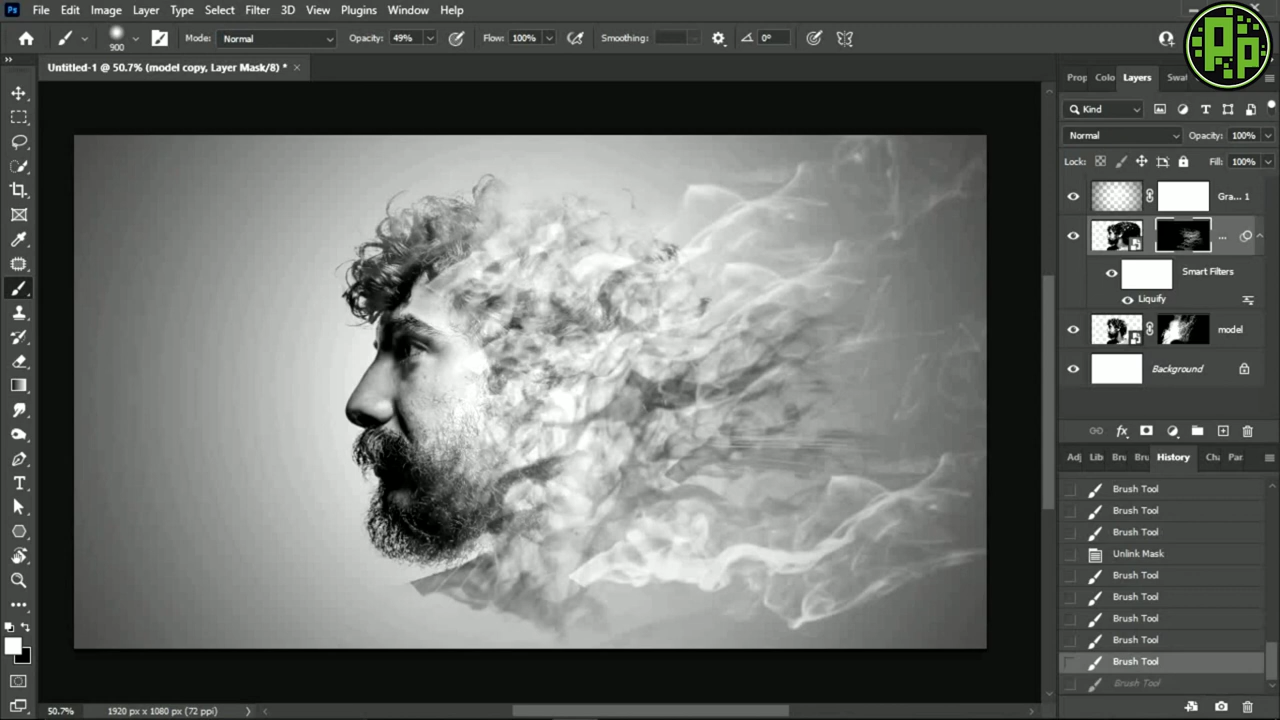 Ps File Edit Image Layer Type Select Filter 3D View Plugins Window Help
900 Mode: Normal Opacity: 49% Flow: 100% Smoothing: 0°
Untitled-1 @ 50.7% (model copy, Layer Mask/8) * ×
Pp
Prop Colo Layers Swat
Kind
Normal Opacity: 100%
Lock: Fill: 100%
Gra... 1
...
Smart Filters
Liquify
model
Background
fx
Adj Lib Bru Bru History Cha Par
Brush Tool
Brush Tool
Brush Tool
Unlink Mask
Brush Tool
Brush Tool
Brush Tool
Brush Tool
Brush Tool
Brush Tool
50.7% 1920 px x 1080 px (72 ppi)